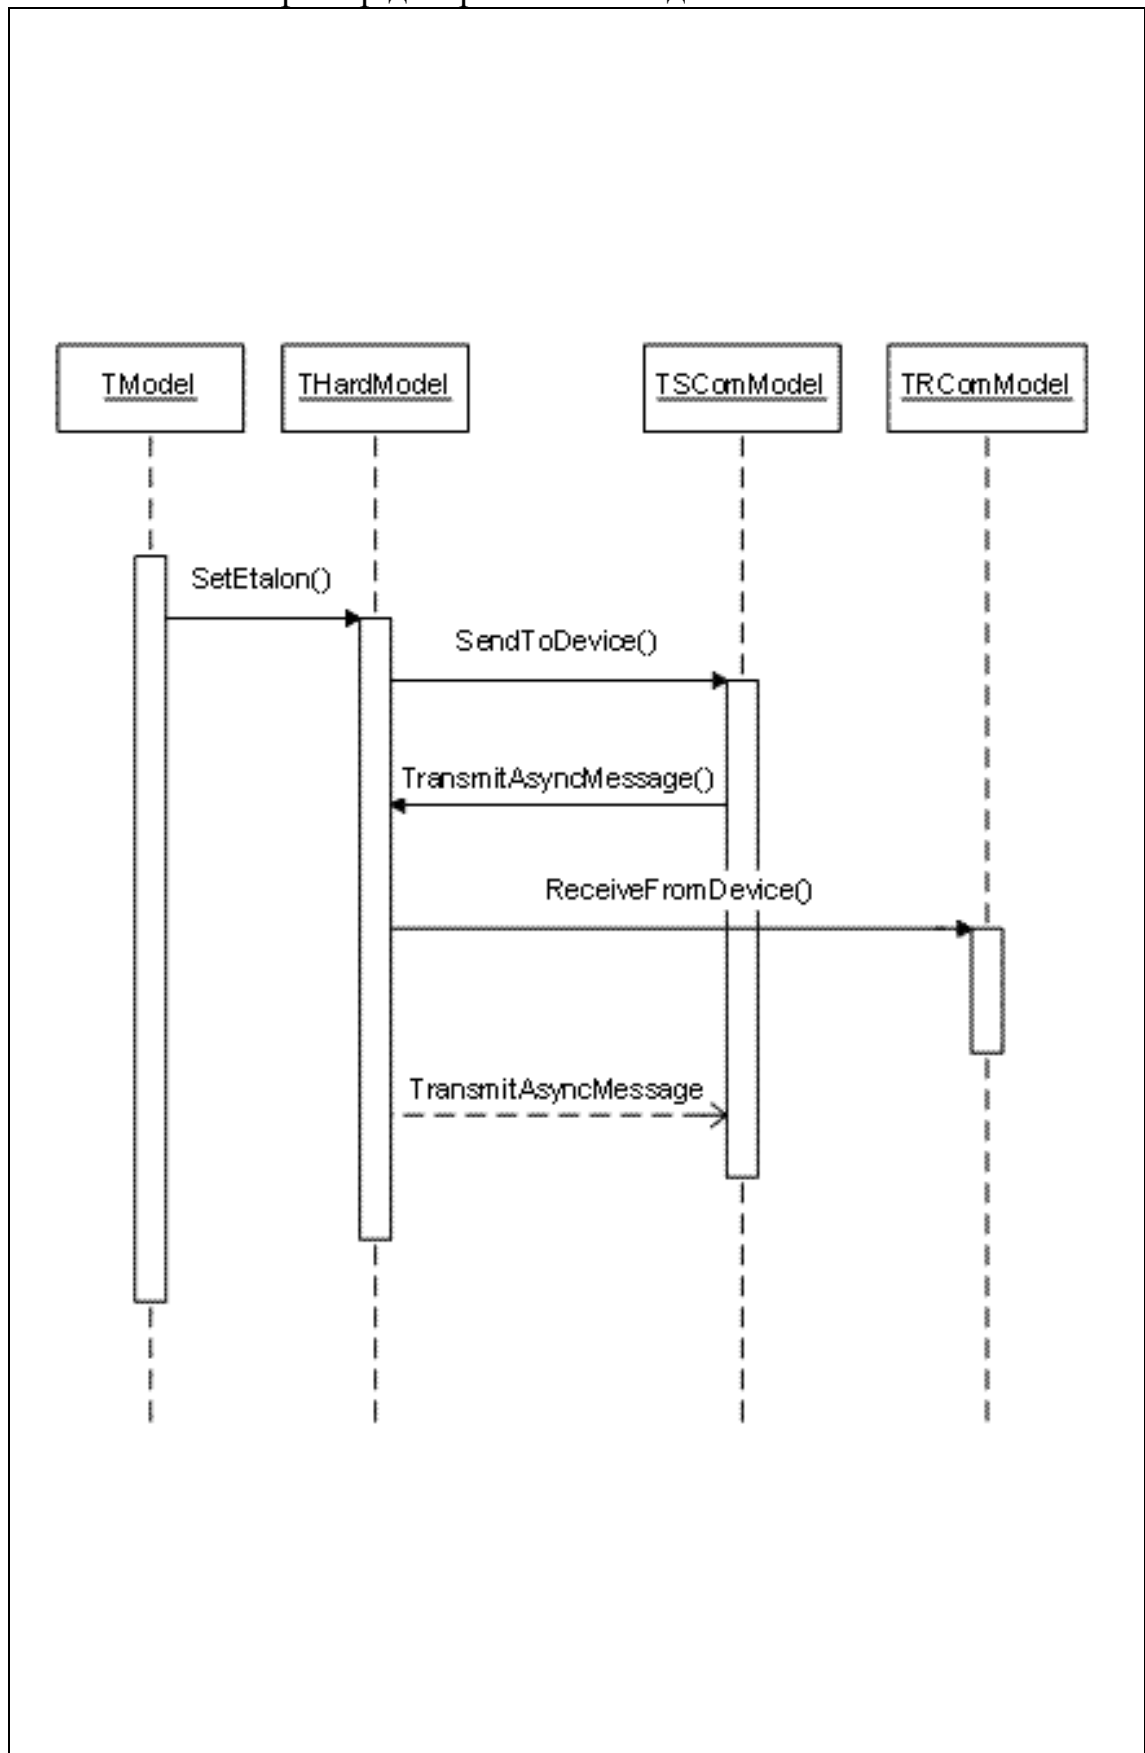 TModel
THardModel
TSComModel
TRComModel
SetEtalon()
SendToDevice()
TransmitAsyncMessage()
ReceiveFromDevice()
TransmitAsyncMessage